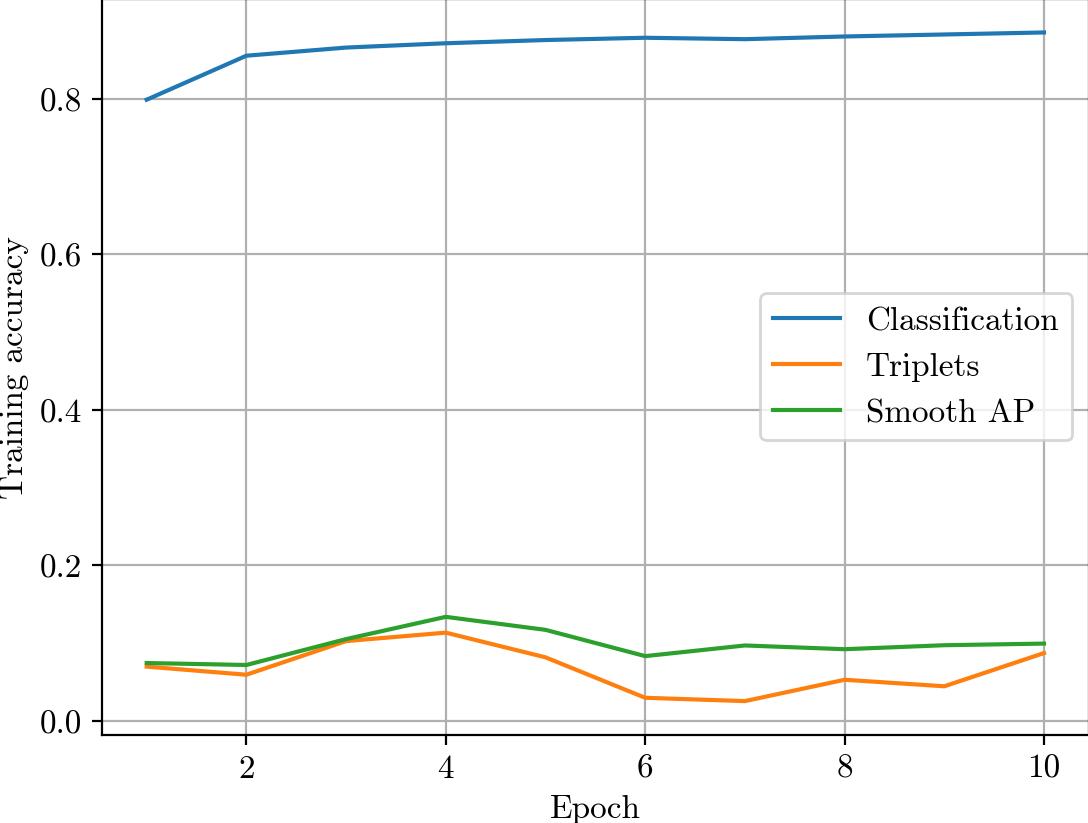 0.8
0.6
0.4
0.2
0.0
Training accuracy
Classification
Triplets
Smooth AP
2 4 6 8 10
Epoch